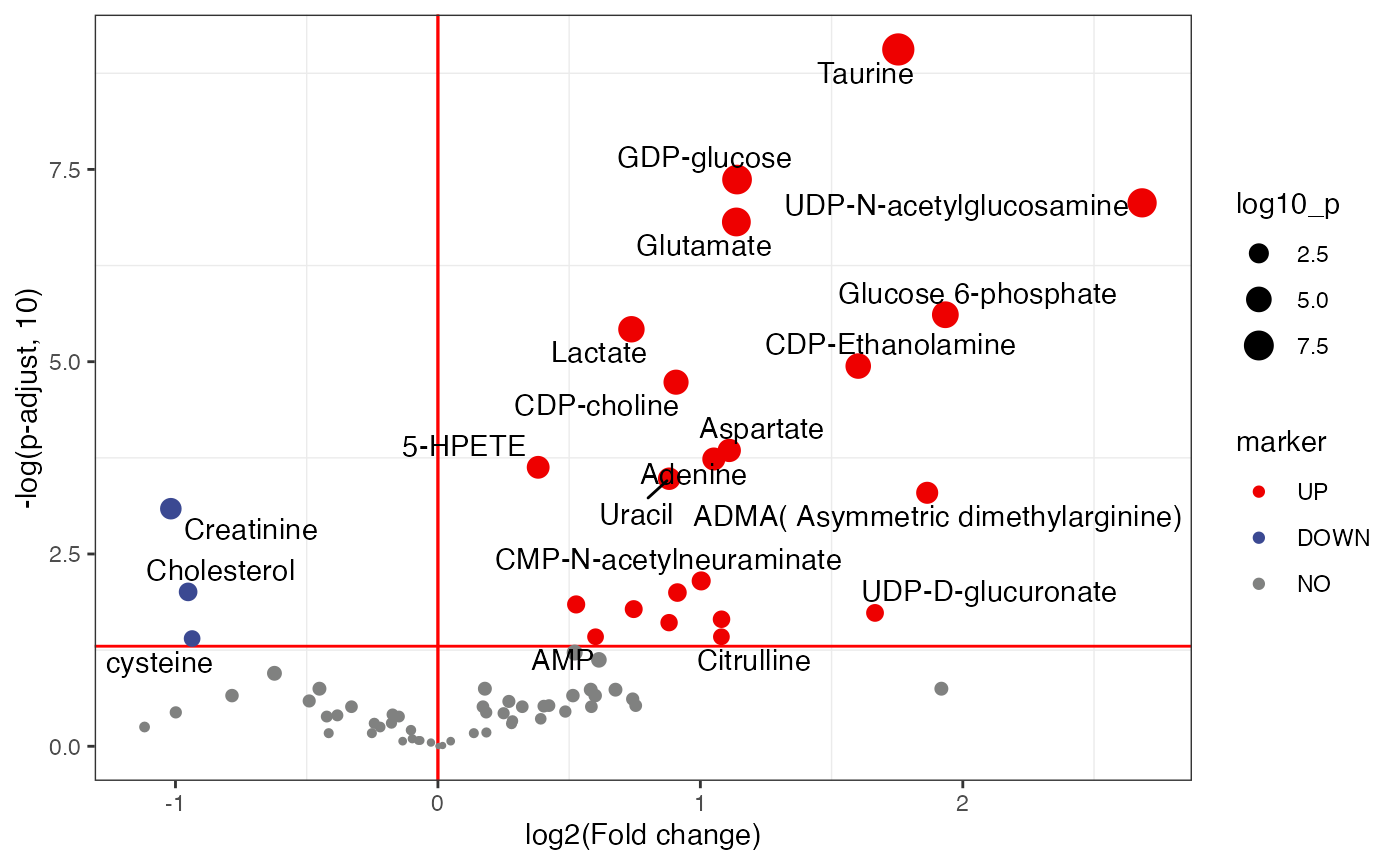 Taurine
GDP-glucose
UDP-N-acetylglucosamine
Glutamate
Glucose 6-phosphate
CDP-Ethanolamine
Lactate
CDP-choline
Aspartate
5-HPETE
Adenine
Uracil
ADMA( Asymmetric dimethylarginine)
Creatinine
CMP-N-acetylneuraminate
Cholesterol
UDP-D-glucuronate
cysteine
AMP
Citrulline
7.5
5.0
2.5
0.0
-log(p-adjust, 10)
-1
0
1
2
log2(Fold change)
log10_p
2.5
5.0
7.5
marker
UP
DOWN
NO